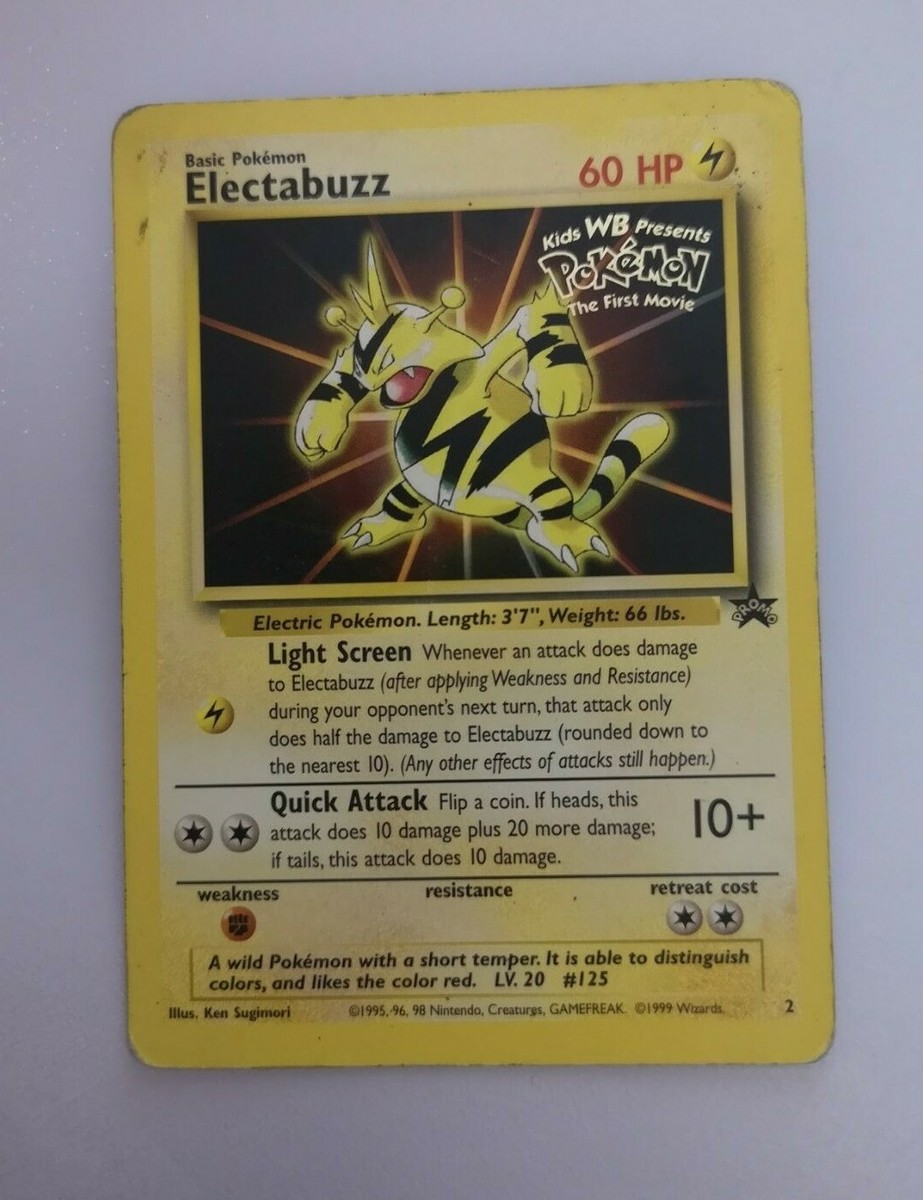 Basic Pokémon
Electabuzz
60 HP
Kids WB Presents
POKéMON
The First Movie
Electric Pokémon. Length: 3'7", Weight: 66 lbs.
PROMO
Light Screen Whenever an attack does damage
to Electabuzz (after applying Weakness and Resistance)
during your opponent's next turn, that attack only
does half the damage to Electabuzz (rounded down to
the nearest 10). (Any other effects of attacks still happen.)
Quick Attack Flip a coin. If heads, this
attack does 10 damage plus 20 more damage;
if tails, this attack does 10 damage.
10+
weakness resistance retreat cost
A wild Pokémon with a short temper. It is able to distinguish
colors, and likes the color red. LV. 20 #125
Illus. Ken Sugimori ©1995, 96, 98 Nintendo, Creatures, GAMEFREAK. ©1999 Wizards. 2